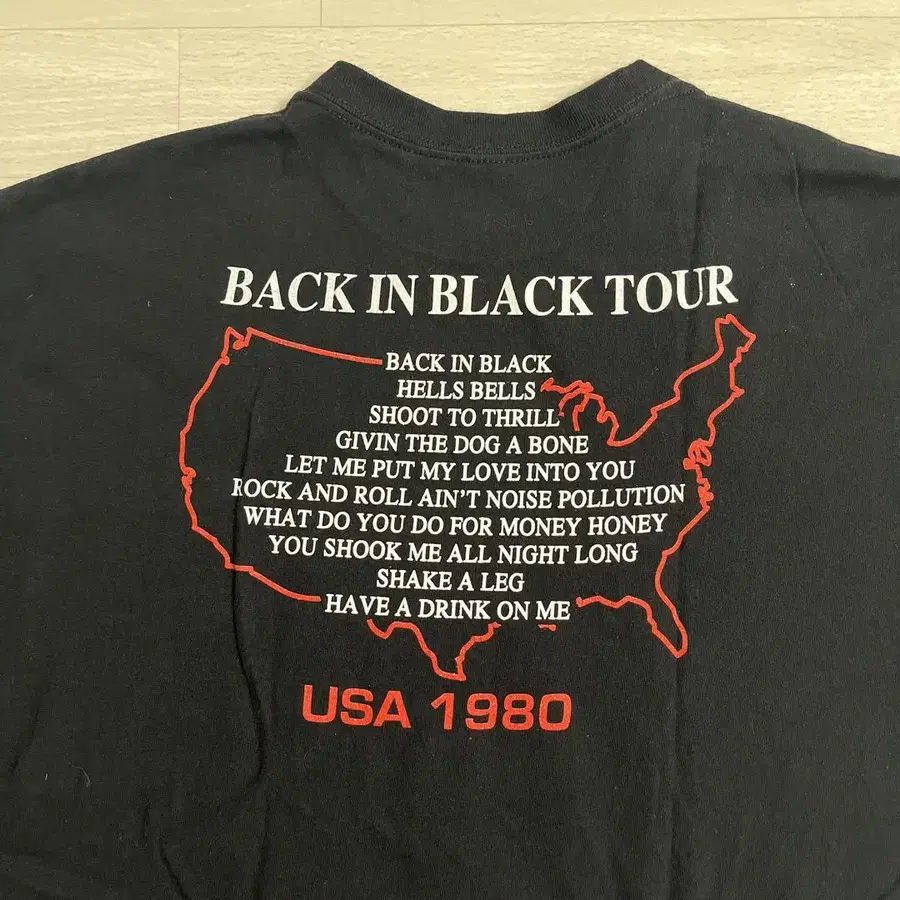 BACK IN BLACK TOUR
BACK IN BLACK
HELLS BELLS
SHOOT TO THRILL
GIVIN THE DOG A BONE
LET ME PUT MY LOVE INTO YOU
ROCK AND ROLL AIN'T NOISE POLLUTION
WHAT DO YOU DO FOR MONEY HONEY
YOU SHOOK ME ALL NIGHT LONG
SHAKE A LEG
HAVE A DRINK ON ME
USA 1980